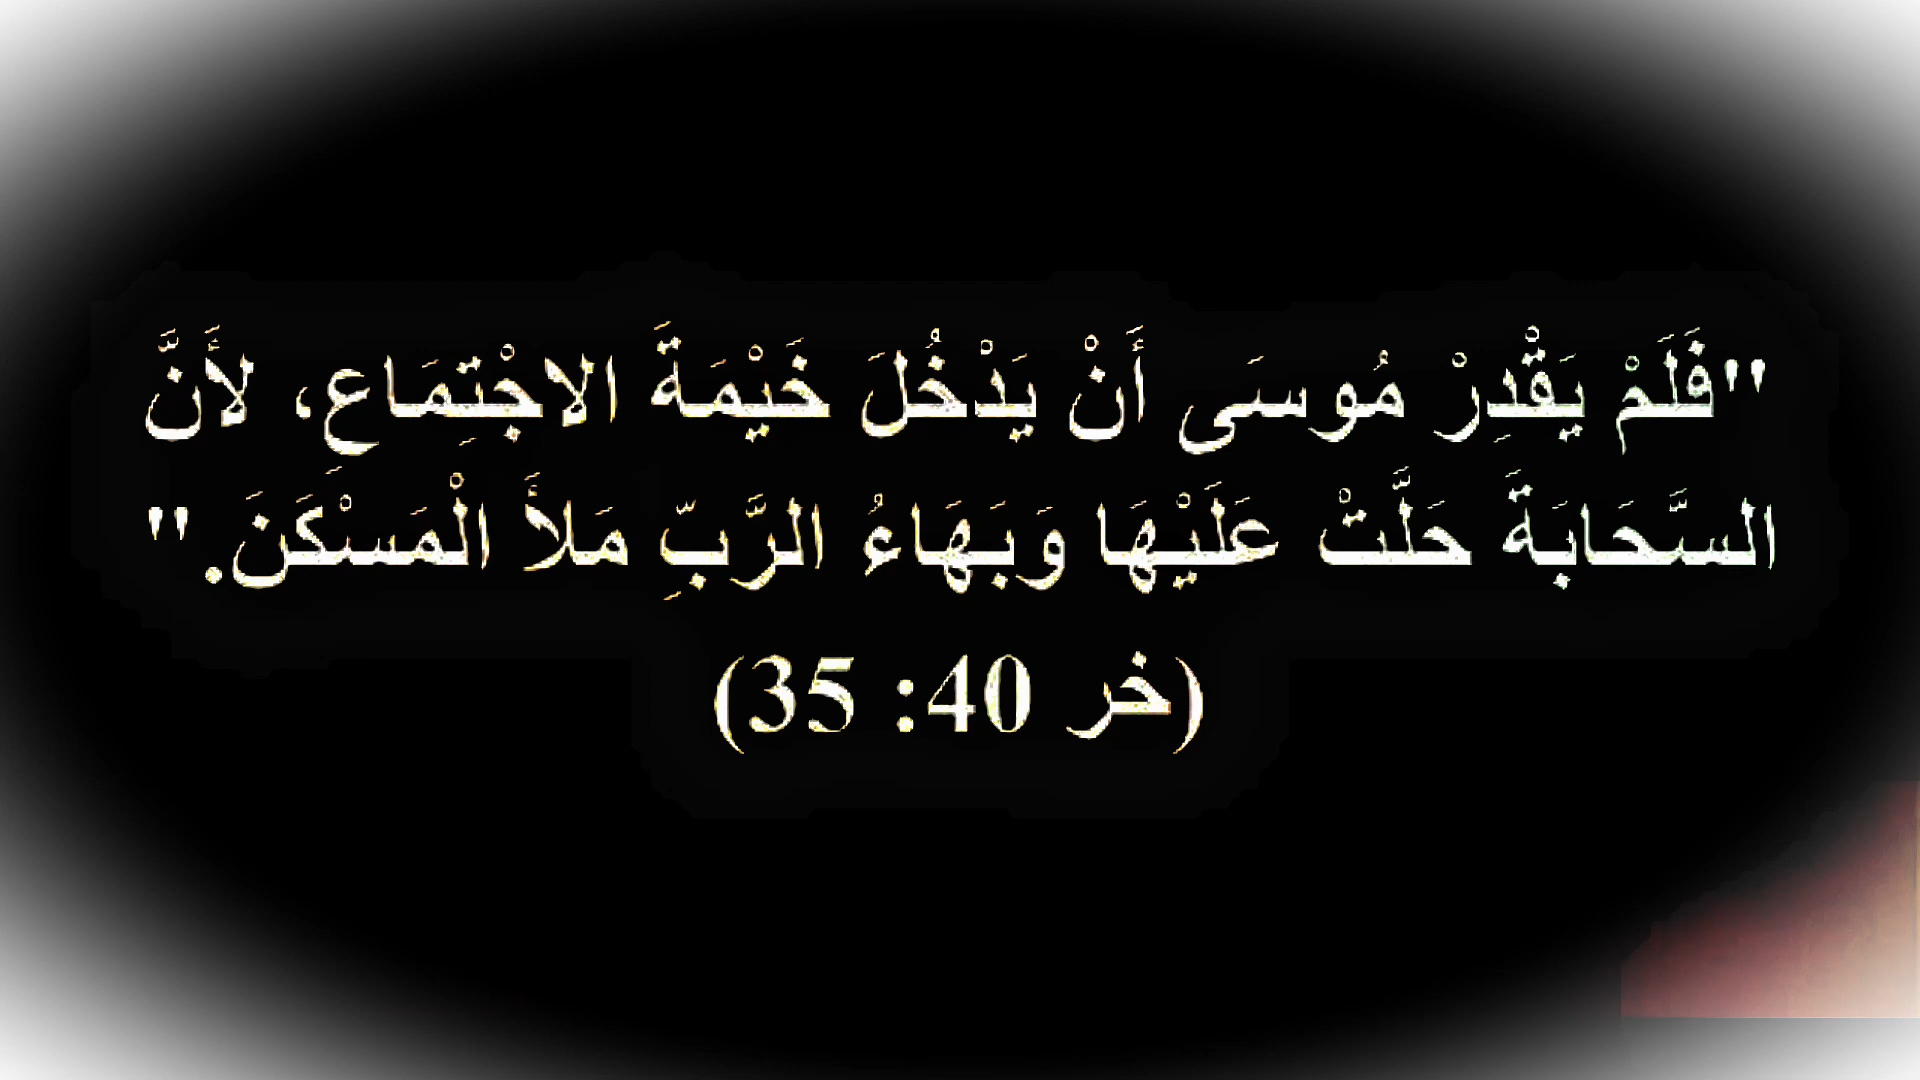 "فَلَمْ يَقْدِرْ مُوسَى أَنْ يَدْخُلَ خَيْمَةَ الاجْتِمَاعِ، لأَنَّ
السَّحَابَةَ حَلَّتْ عَلَيْهَا وَبَهَاءُ الرَّبِّ مَلأَ الْمَسْكَنَ."
(خر 40: 35)